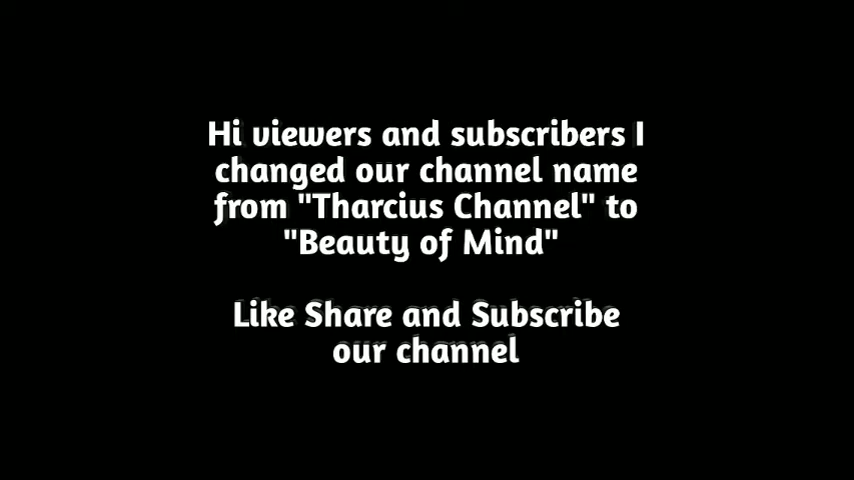 Hi viewers and subscribers I
changed our channel name
from "Tharcius Channel" to
"Beauty of Mind"
Like Share and Subscribe
our channel